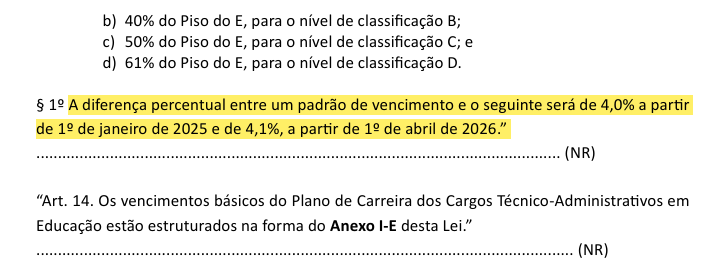 b) 40% do Piso do E, para o nível de classificação B;
c) 50% do Piso do E, para o nível de classificação C; e
d) 61% do Piso do E, para o nível de classificação D.
§ 1º A diferença percentual entre um padrão de vencimento e o seguinte será de 4,0% a partir
de 1º de janeiro de 2025 e de 4,1%, a partir de 1º de abril de 2026.”
........................................................................................................................ (NR)
“Art. 14. Os vencimentos básicos do Plano de Carreira dos Cargos Técnico-Administrativos em
Educação estão estruturados na forma do Anexo I-E desta Lei.”
........................................................................................................................... (NR)